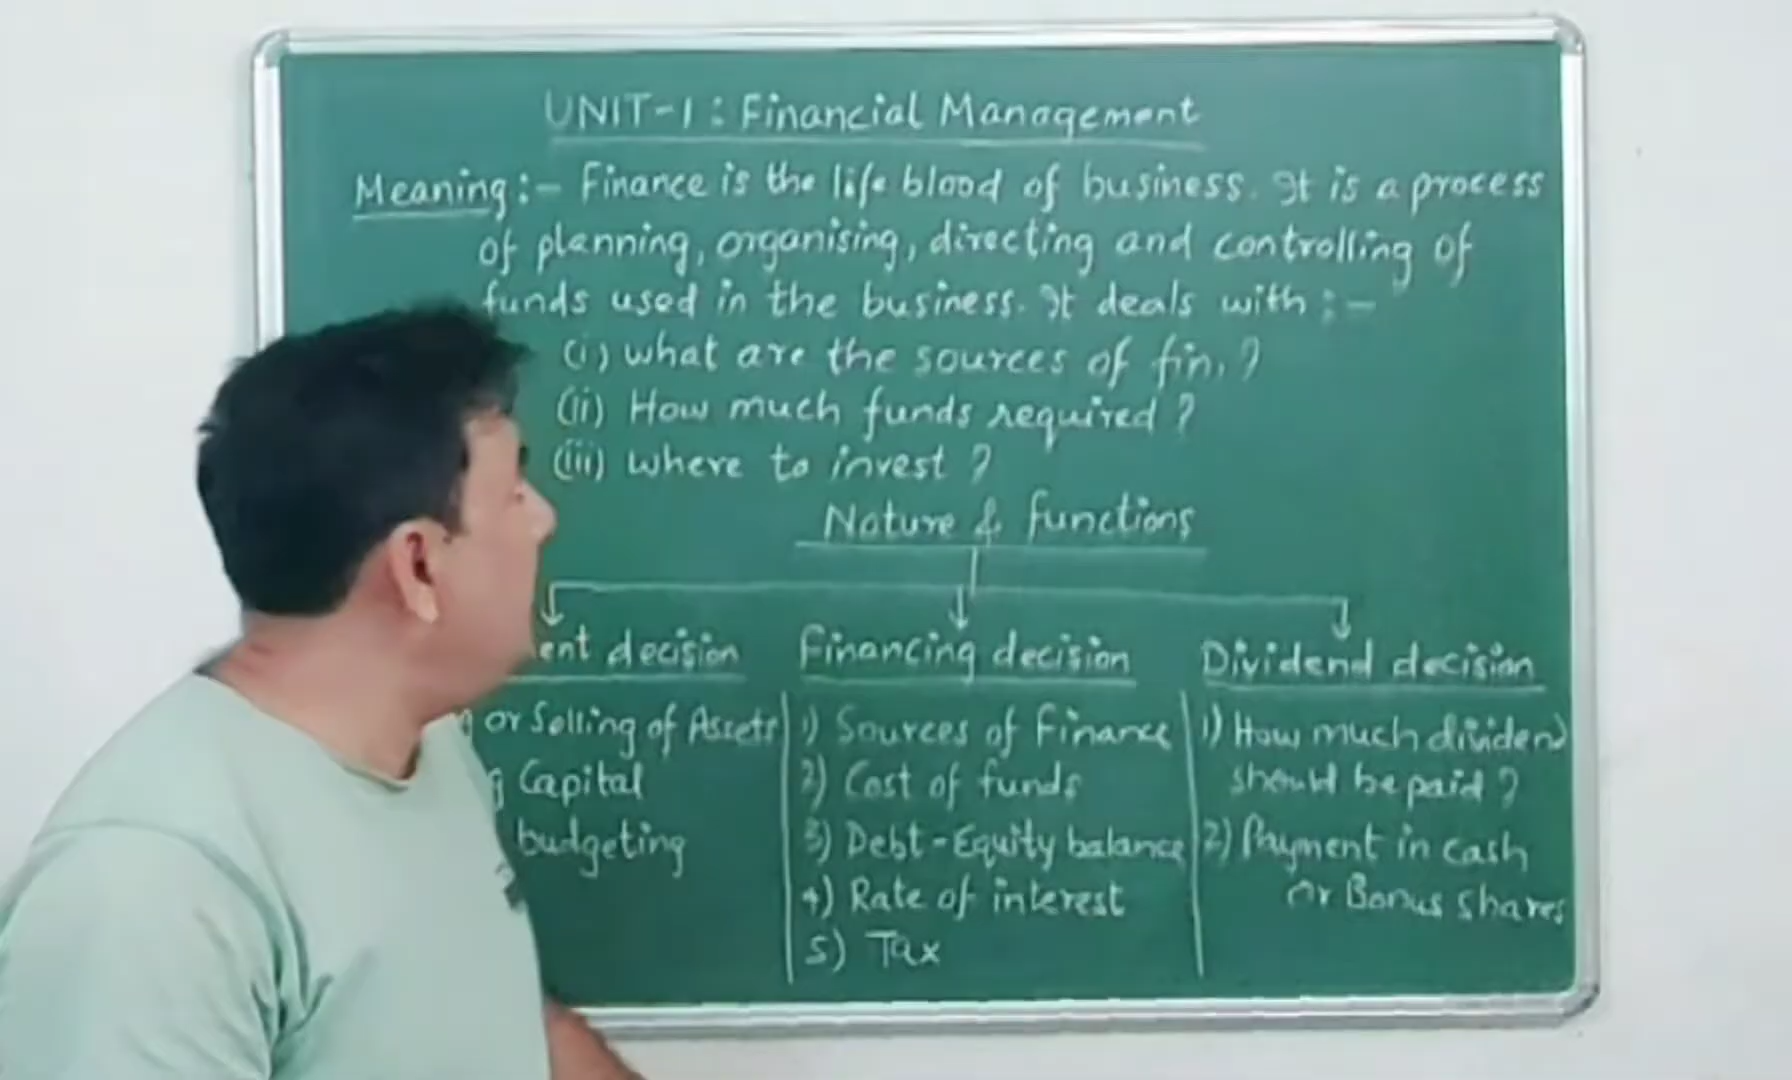 UNIT-1 : Financial Management
Meaning :- Finance is the life blood of business. It is a process
of planning, organising, directing and controlling of
funds used in the business. It deals with :-
(i) what are the sources of fin. ?
(ii) How much funds required ?
(iii) where to invest ?
Nature & functions
decision
Financing decision
Dividend decision
or Selling of Assets
Capital
budgeting
1) Sources of Finance
2) Cost of funds
3) Debt-Equity balance
4) Rate of interest
5) Tax
1) How much dividend
should be paid ?
2) Payment in cash
Or Bonus shares